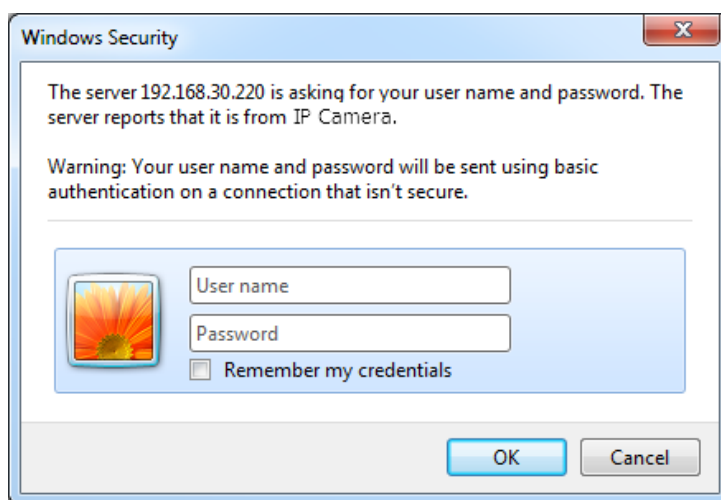 Windows Security
The server 192.168.30.220 is asking for your user name and password. The
server reports that it is from IP Camera.
Warning: Your user name and password will be sent using basic
authentication on a connection that isn't secure.
User name
Password
Remember my credentials
OK
Cancel